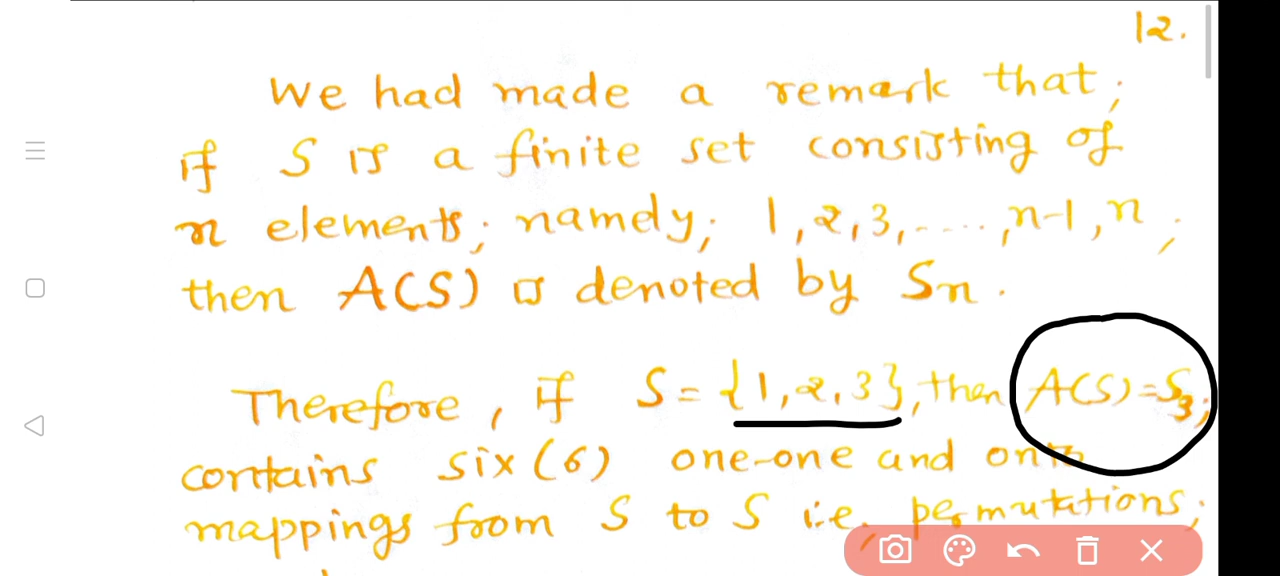 12.
We had made a remark that;
if S is a finite set consisting of
n elements; namely; 1,2,3,.....,n-1,n;
then A(S) is denoted by Sn.
Therefore, if S={1,2,3}, then A(S)=S3;
contains six(6) one-one and onto
mappings from S to S i.e, permutations;